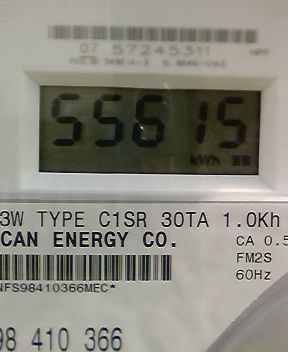 07 57245311
55615
kWh
3W TYPE C1SR 30TA 1.0Kh
CAN ENERGY CO.
CA 0.5
FM2S
60Hz
NFS98410366MEC*
98 410 366